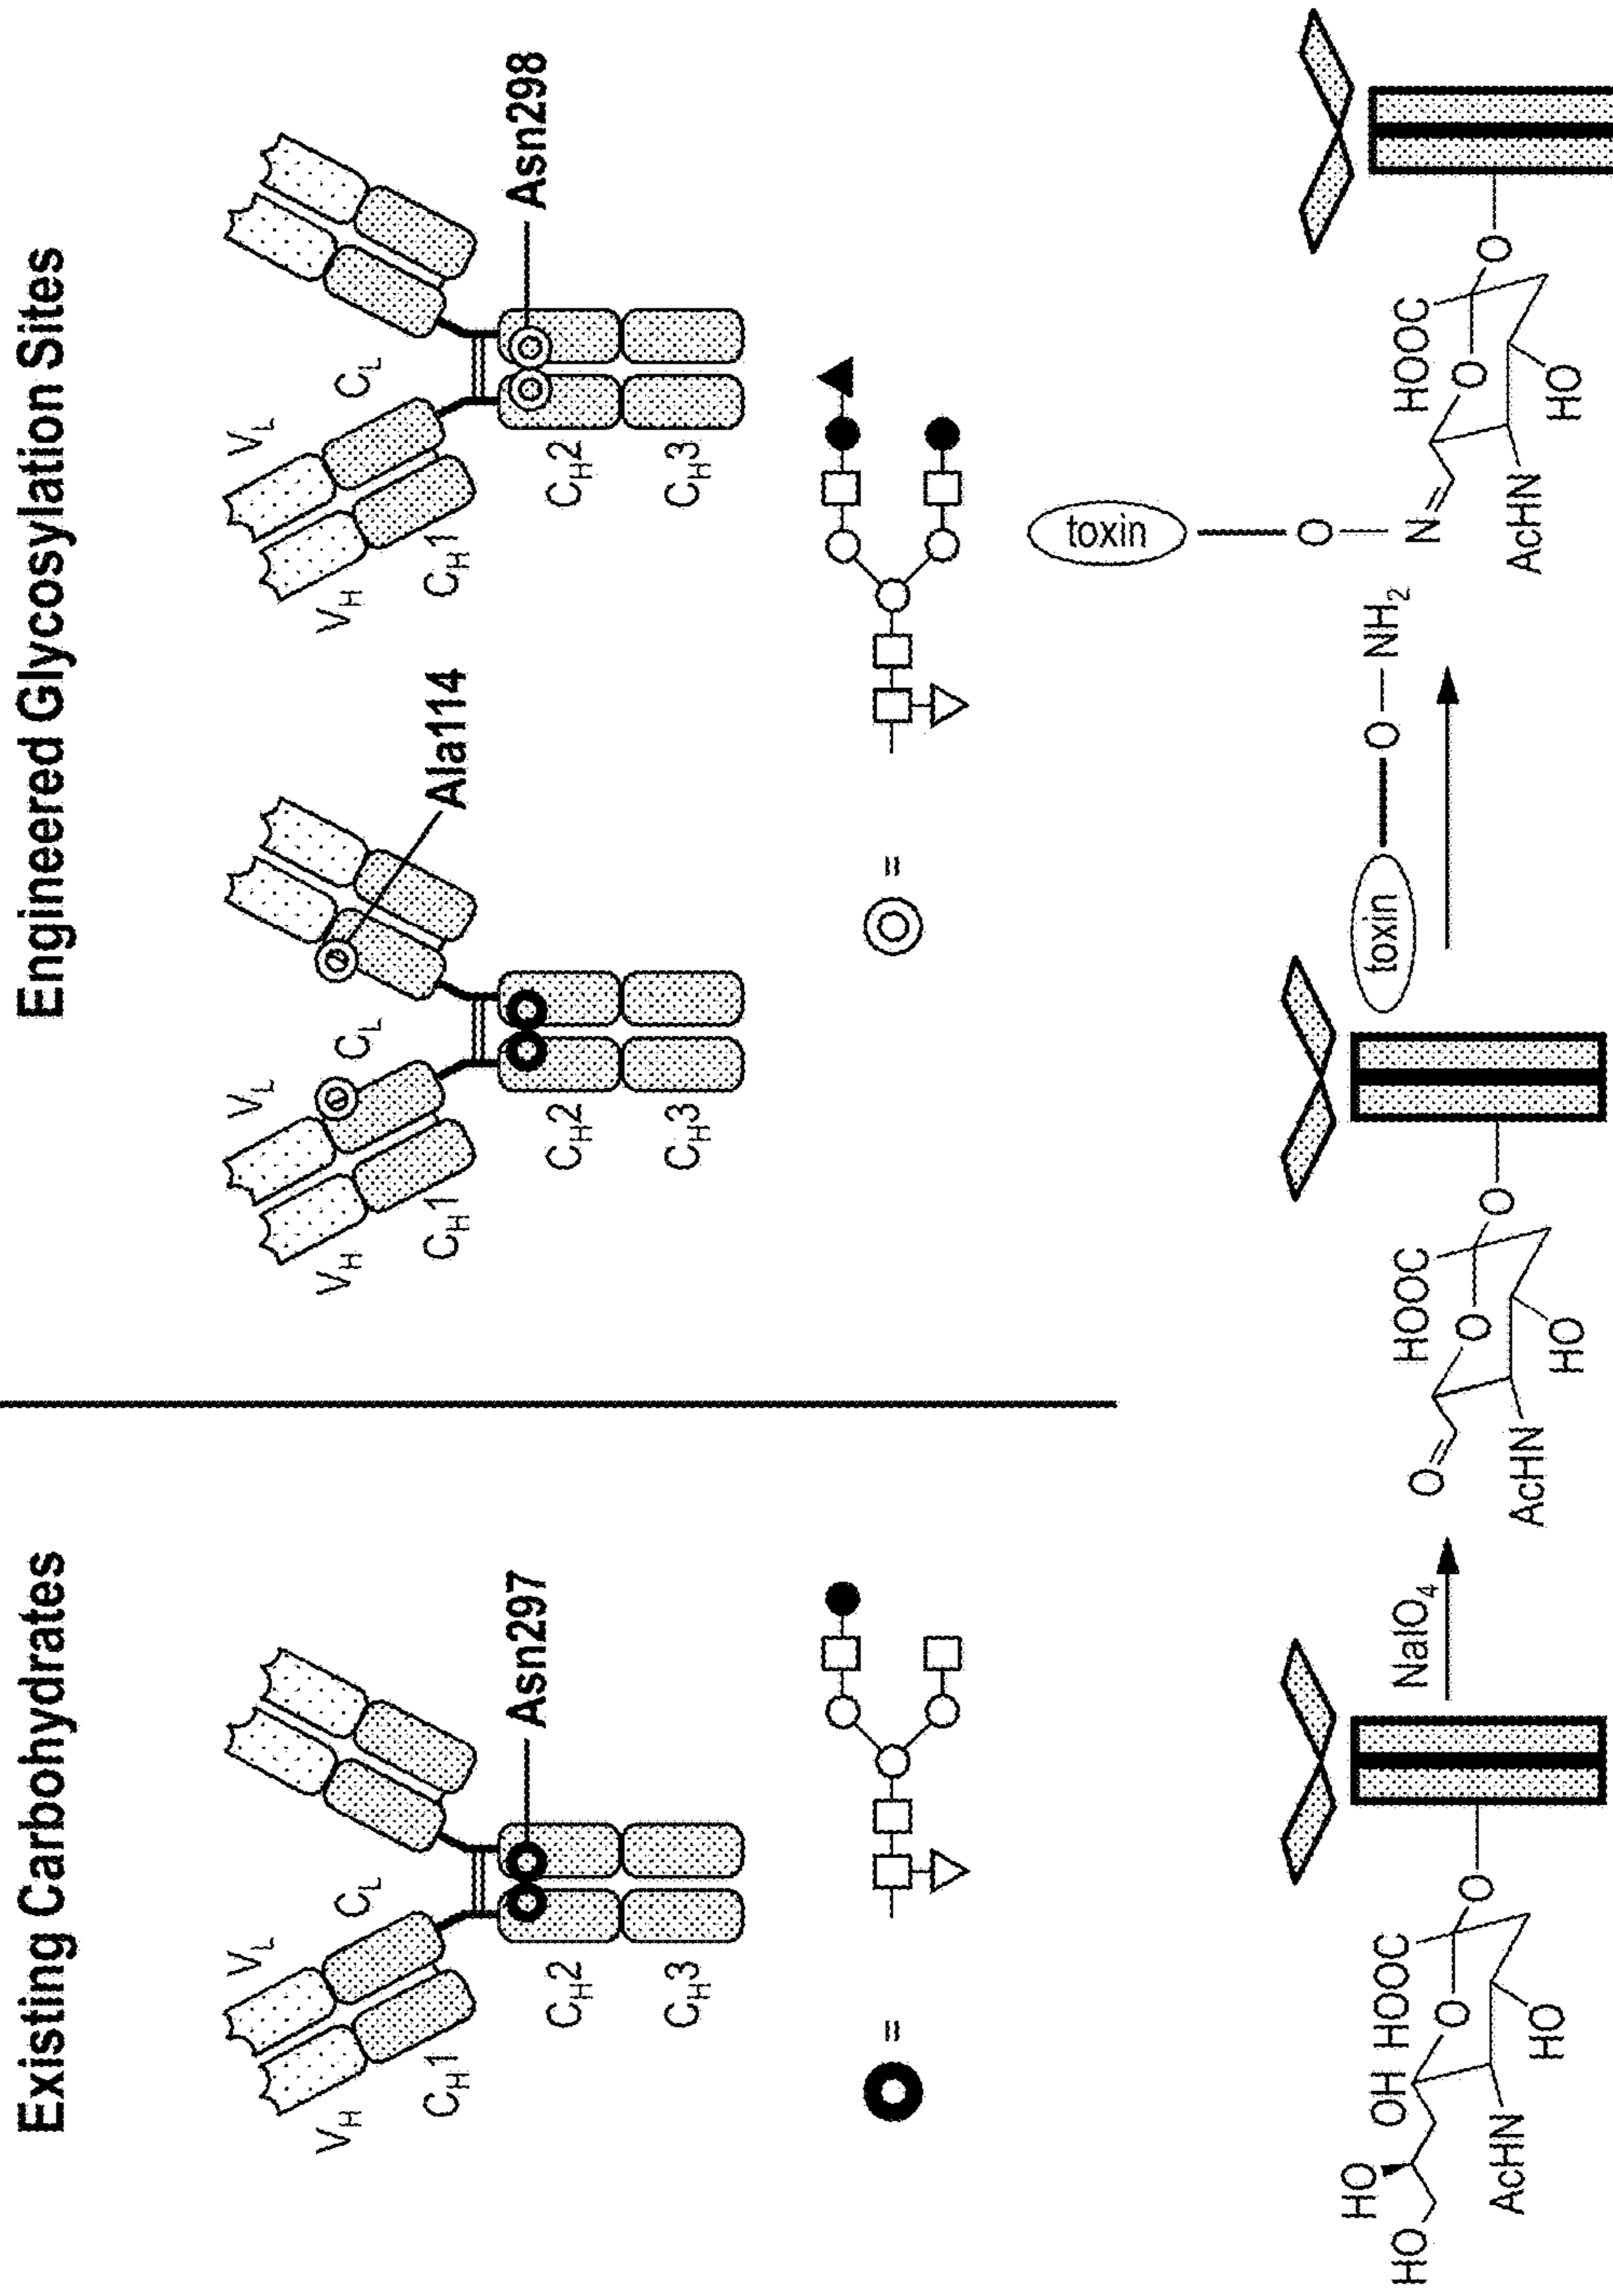 Existing Carbohydrates
Engineered Glycosylation Sites
VH
VL
CL
CH1
CH2
CH3
Asn297
VH
VL
CL
CH1
CH2
CH3
Ala114
VH
VL
CL
CH1
CH2
CH3
Asn298
=
=
HO
HO
OH
HOOC
O
O
AcHN
HO
NaIO4
O
HOOC
O
O
AcHN
HO
toxin
O
NH2
toxin
O
N
HOOC
O
O
AcHN
HO